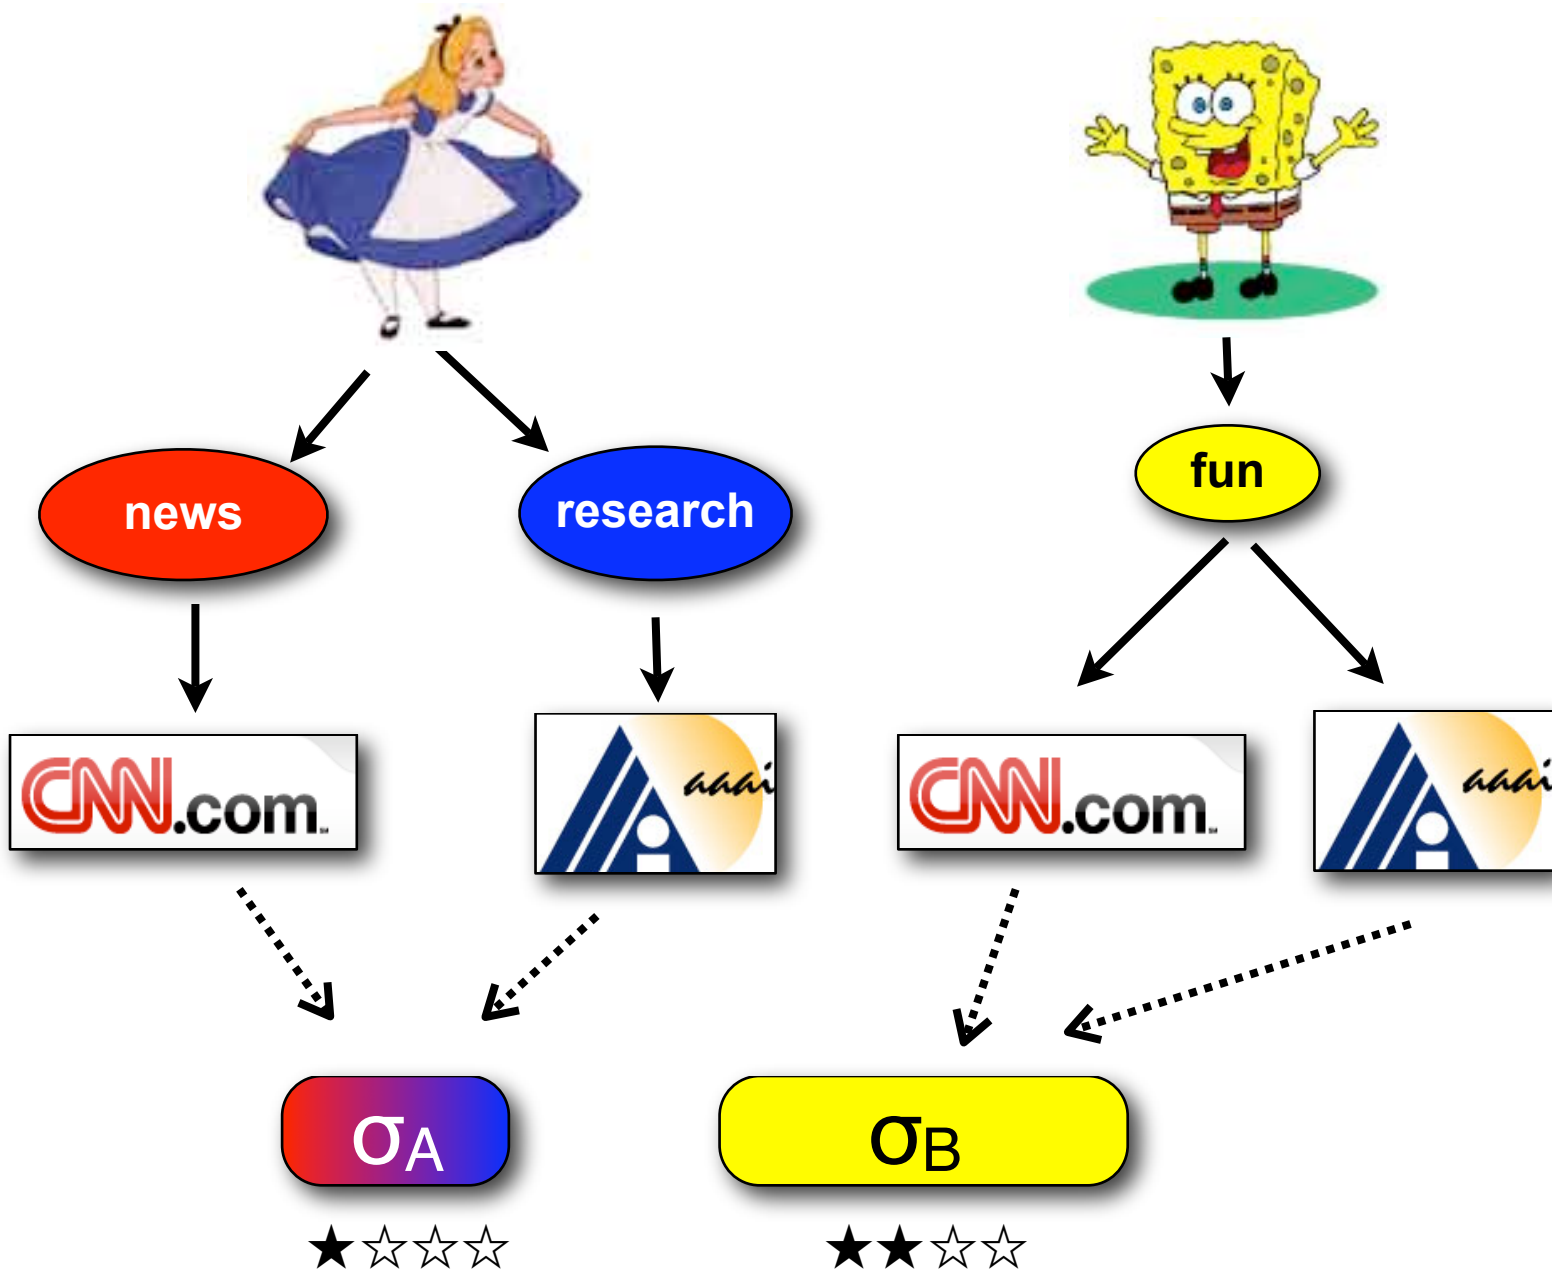 news
research
fun
CNN.com
aaai
CNN.com
aaai
σA
σB
★☆☆☆
★★☆☆